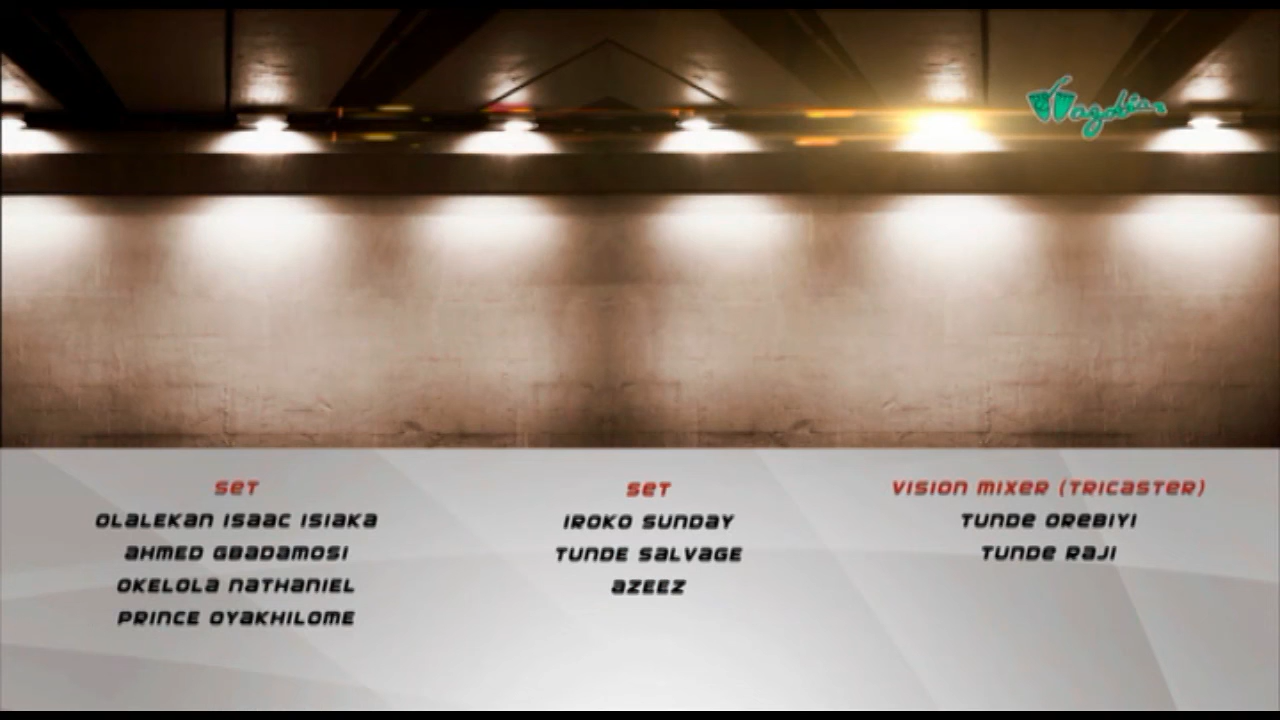 Wagobia
SET
OLALEKAN ISAAC ISIAKA
AHMED GBADAMOSI
OKELOLA NATHANIEL
PRINCE OYAKHILOME
SET
IROKO SUNDAY
TUNDE SALVAGE
AZEEZ
VISION MIXER (TRICASTER)
TUNDE OREBIYI
TUNDE RAJI